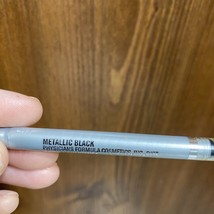 METALLIC BLACK
PHYSICIANS FORMULA COSMETICS,